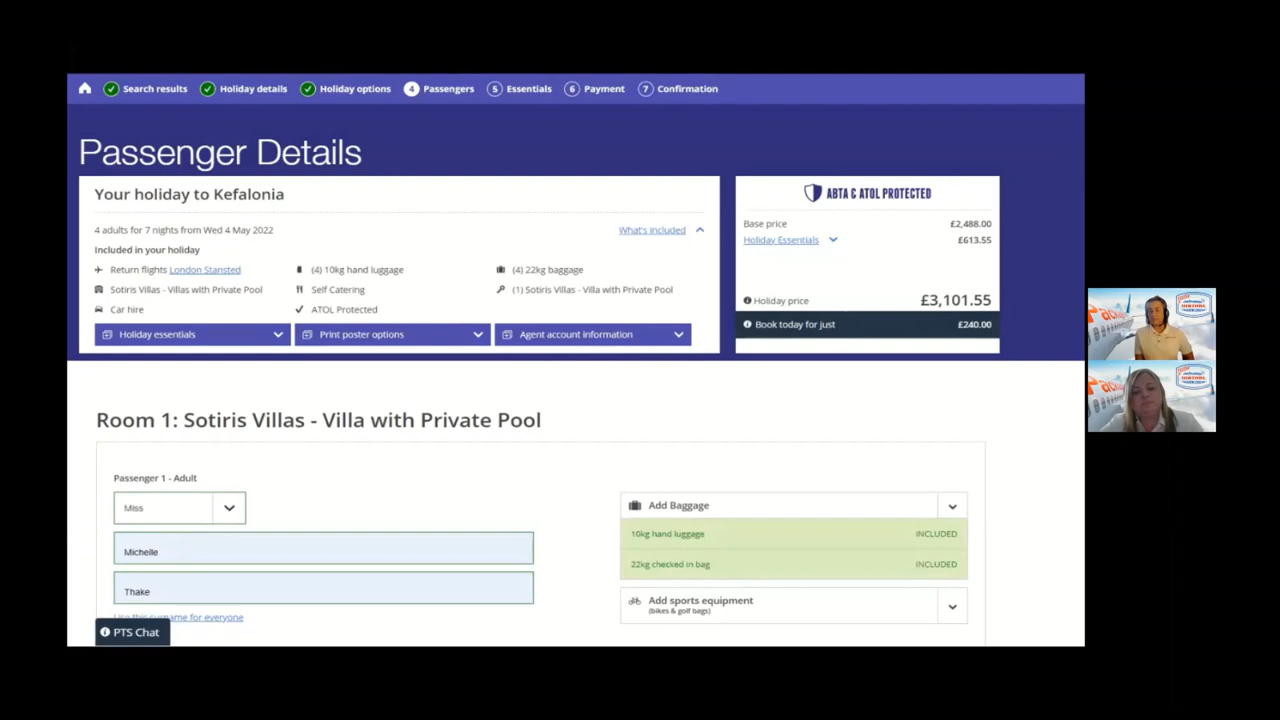 Search results Holiday details Holiday options 4 Passengers 5 Essentials 6 Payment 7 Confirmation
Passenger Details
Your holiday to Kefalonia
4 adults for 7 nights from Wed 4 May 2022 What's included
Included in your holiday
Return flights London Stansted (4) 10kg hand luggage (4) 22kg baggage
Sotiris Villas - Villas with Private Pool Self Catering (1) Sotiris Villas - Villa with Private Pool
Car hire ATOL Protected
Holiday essentials Print poster options Agent account information
ABTA & ATOL PROTECTED
Base price £2,488.00
Holiday Essentials £613.55
Holiday price £3,101.55
Book today for just £240.00
Room 1: Sotiris Villas - Villa with Private Pool
Passenger 1 - Adult
Miss
Michelle
Thake
Use this surname for everyone
PTS Chat
Add Baggage
10kg hand luggage INCLUDED
22kg checked in bag INCLUDED
Add sports equipment
(bikes & golf bags)